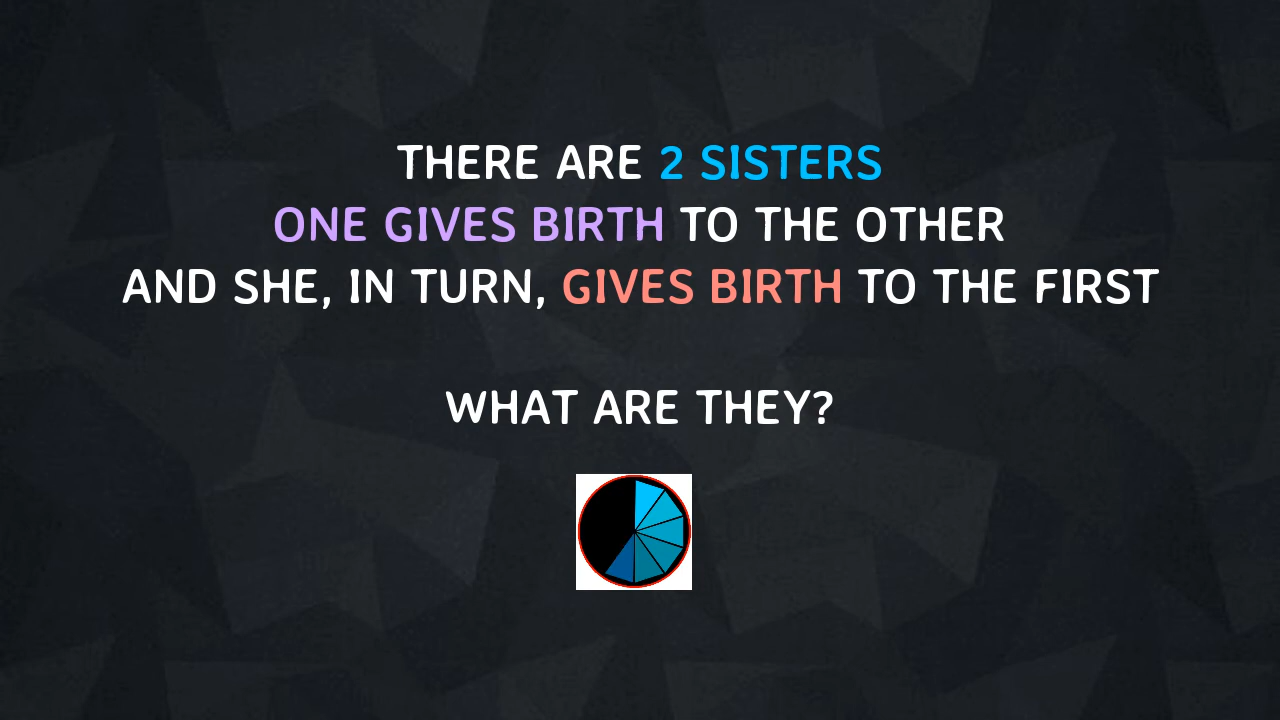 THERE ARE 2 SISTERS
ONE GIVES BIRTH TO THE OTHER
AND SHE, IN TURN, GIVES BIRTH TO THE FIRST
WHAT ARE THEY?